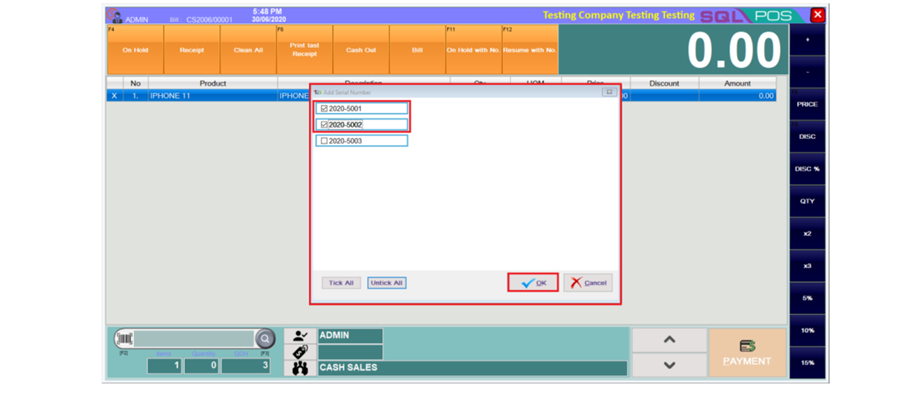 ADMIN
Bill
CS2006/00001
5:48 PM
30/06/2020
Testing Company Testing Testing
SQL POS
F4
F6
F11
F12
On Hold
Receipt
Clean All
Print last Receipt
Cash Out
Bill
On Hold with No.
Resume with No.
0.00
No Product Description Qty UOM Price Discount Amount
X 1. IPHONE 11 IPHONE 0.00
Add Serial Number
2020-5001
2020-5002
2020-5003
Tick All
Untick All
OK
Cancel
+
-
PRICE
DISC
DISC %
QTY
x2
x3
5%
10%
15%
[F2]
Items
Quantity
QOH
[F3]
1
0
3
ADMIN
CASH SALES
PAYMENT